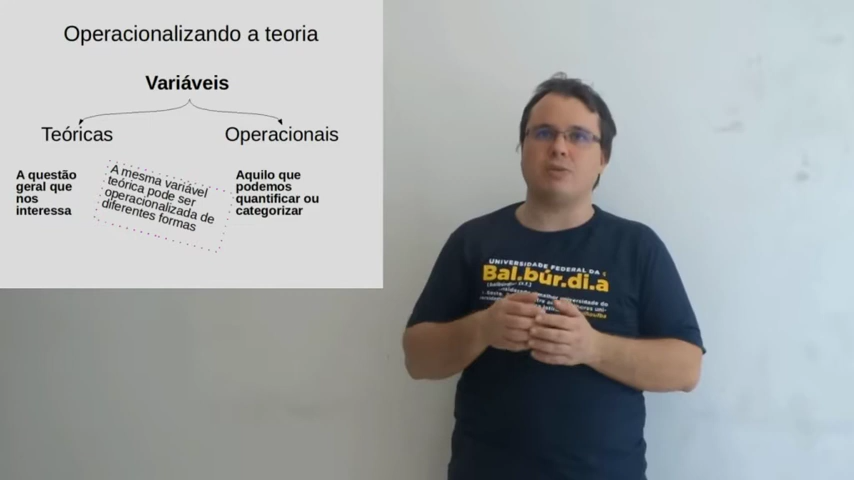 Operacionalizando a teoria
Variáveis
Teóricas
Operacionais
A questão
geral que
nos
interessa
A mesma variável
teórica pode ser
operacionalizada de
diferentes formas
Aquilo que
podemos
quantificar ou
categorizar
UNIVERSIDADE FEDERAL DA
Bal.búr.di.a